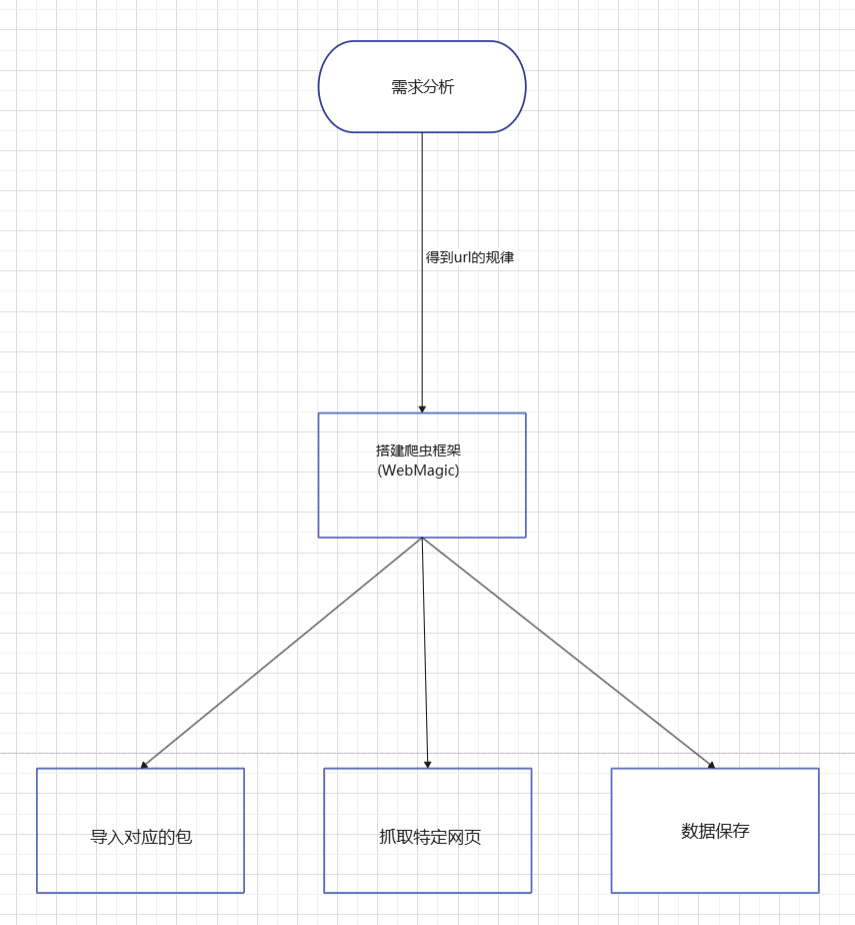 需求分析
得到url的规律
搭建爬虫框架
(WebMagic)
导入对应的包
抓取特定网页
数据保存